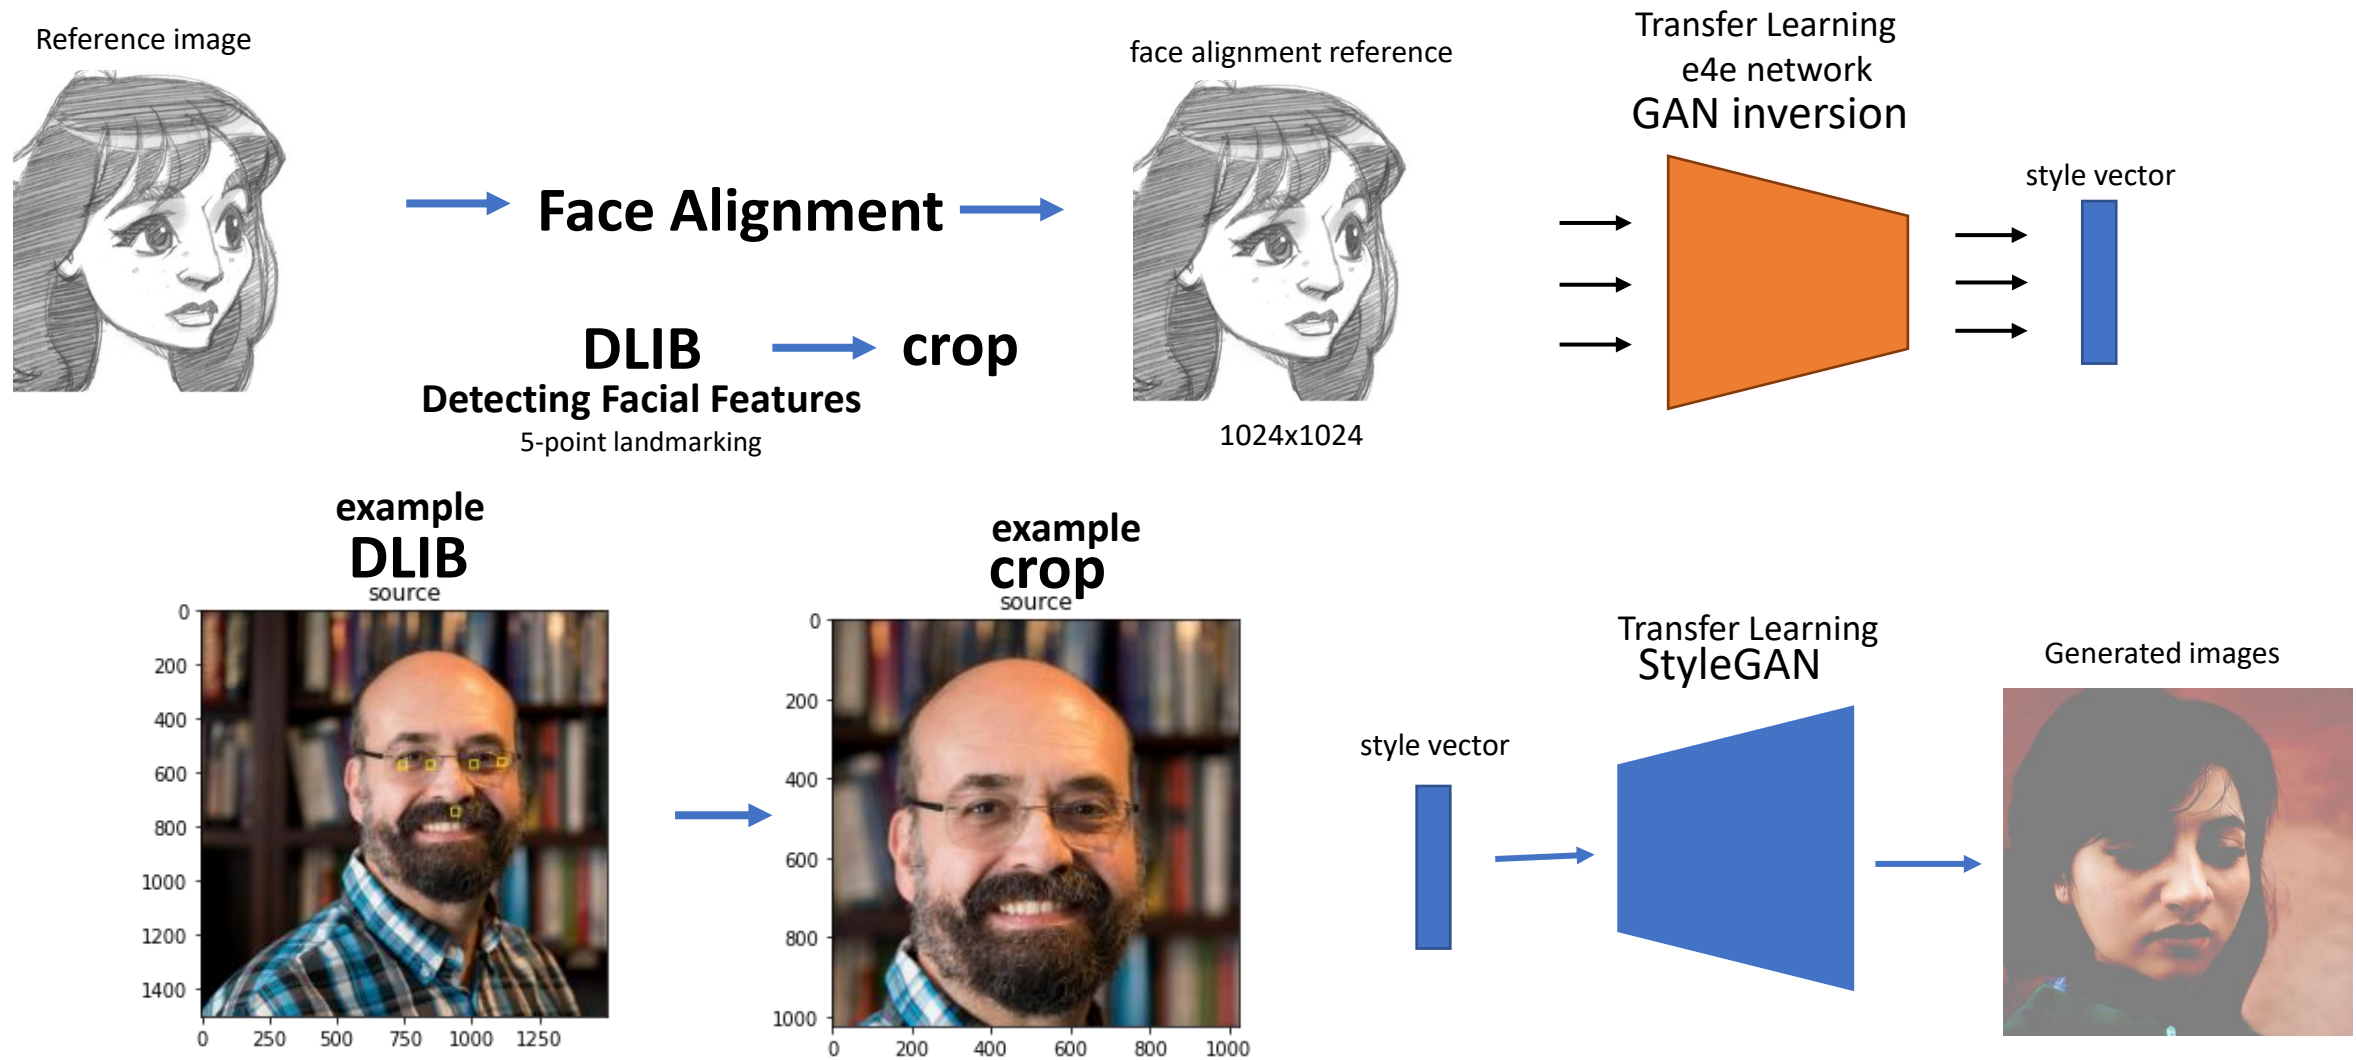 Reference image
Face Alignment
DLIB
crop
Detecting Facial Features
5-point landmarking
face alignment reference
1024x1024
Transfer Learning
e4e network
GAN inversion
style vector
example
DLIB
source
0
200
400
600
800
1000
1200
1400
0 250 500 750 1000 1250
example
crop
source
0
200
400
600
800
1000
0 200 400 600 800 1000
style vector
Transfer Learning
StyleGAN
Generated images